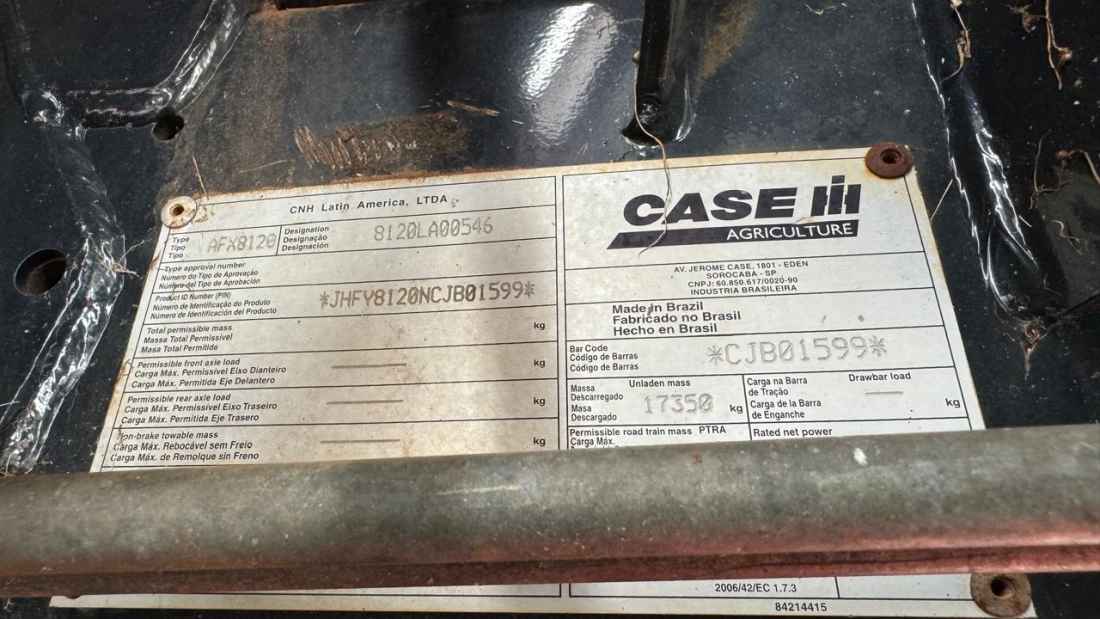 CNH Latin America, LTDA
Type
Tipo
Tipo
AFX8120
Designation
Designação
Designación
8120LA00546
Type approval number
Número do Tipo de Aprovação
Número del Tipo de Aprobación
Product ID Number (PIN)
Número de Identificação do Produto
Número de Identificación del Producto
*JHFY8120NCJB01599*
Total permissible mass
Massa Total Permissível
Masa Total Permitide
kg
Permissible front axle load
Carga Máx. Permissível Eixo Dianteiro
Carga Máx. Permitida Eje Delantero
kg
Permissible rear axle load
Carga Máx. Permissível Eixo Traseiro
Carga Máx. Permitida Eje Trasero
kg
Non-brake towable mass
Carga Máx. Rebocável sem Freio
Carga Máx. de Remolque sin Freno
kg
CASE IH
AGRICULTURE
AV. JEROME CASE, 1801 - EDEN
SOROCABA - SP
CNPJ: 60.850.617/0020-90
INDUSTRIA BRASILEIRA
Made in Brazil
Fabricado no Brasil
Hecho en Brasil
Bar Code
Código de Barras
Código de Barras
*CJB01599*
Massa
Descarregado
Masa
Descargado
Unladen mass
17350 kg
Carga na Barra
de Tração
Carga de la Barra
de Enganche
Drawbar load
kg
Permissible road train mass PTRA
Carga Máx.
Rated net power
2006/42/EC 1.7.3
84214415